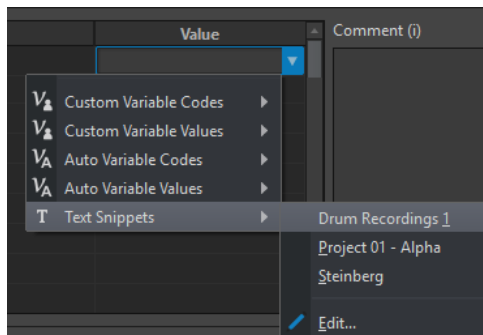 Value
Comment (i)
Custom Variable Codes
Custom Variable Values
Auto Variable Codes
Auto Variable Values
T Text Snippets
Drum Recordings 1
Project 01 - Alpha
Steinberg
Edit...